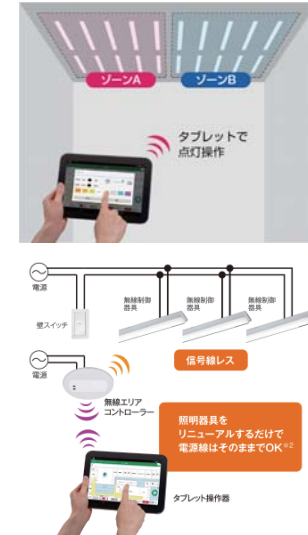 ゾーンA
ゾーンB
タブレットで
点灯操作
電源
無線制御
器具
無線制御
器具
無線制御
器具
壁スイッチ
信号線レス
電源
無線エリア
コントローラー
照明器具を
リニューアルするだけで
電源線はそのままでOK※2
タブレット操作器